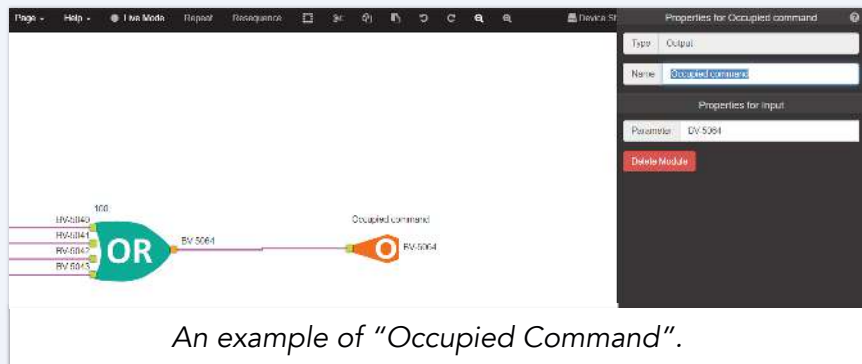 Page Help Live Mode Repeat Resequence Device St
Properties for Occupied command
Type Output
Name Occupied command
Properties for Input
Parameter BV-5064
Delete Module
100
BV-5040
BV-5041
BV-5042
BV-5043
OR
BV-5064
Occupied command
O
BV-5064
An example of "Occupied Command".